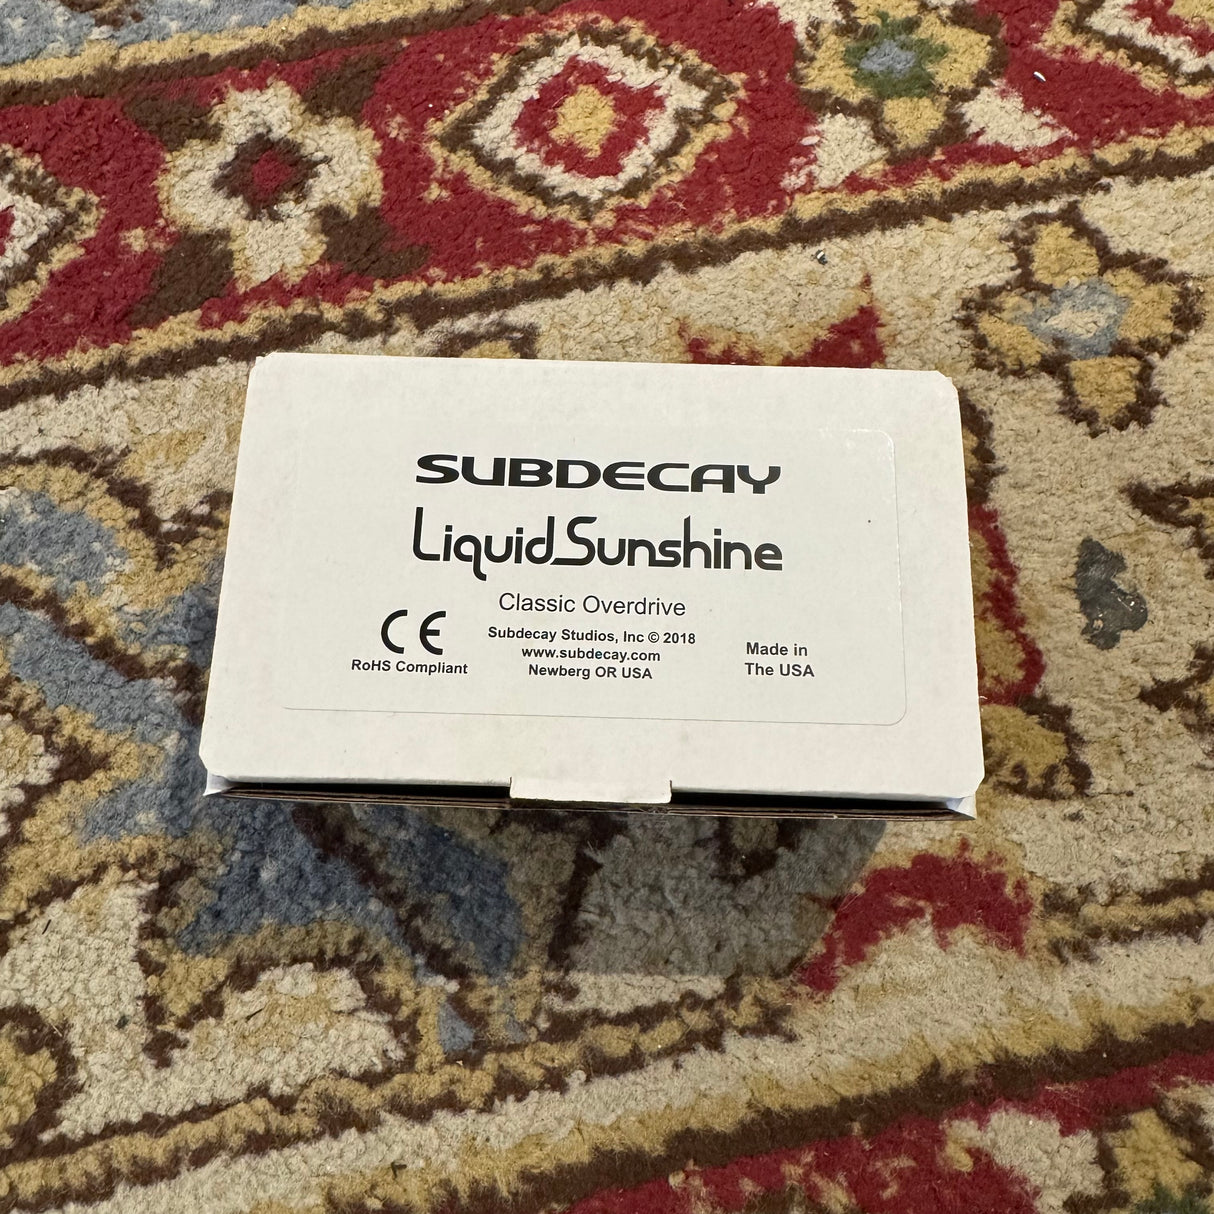 SUBDECAY
Liquid Sunshine
Classic Overdrive
CE
RoHS Compliant
Subdecay Studios, Inc © 2018
www.subdecay.com
Newberg OR USA
Made in
The USA